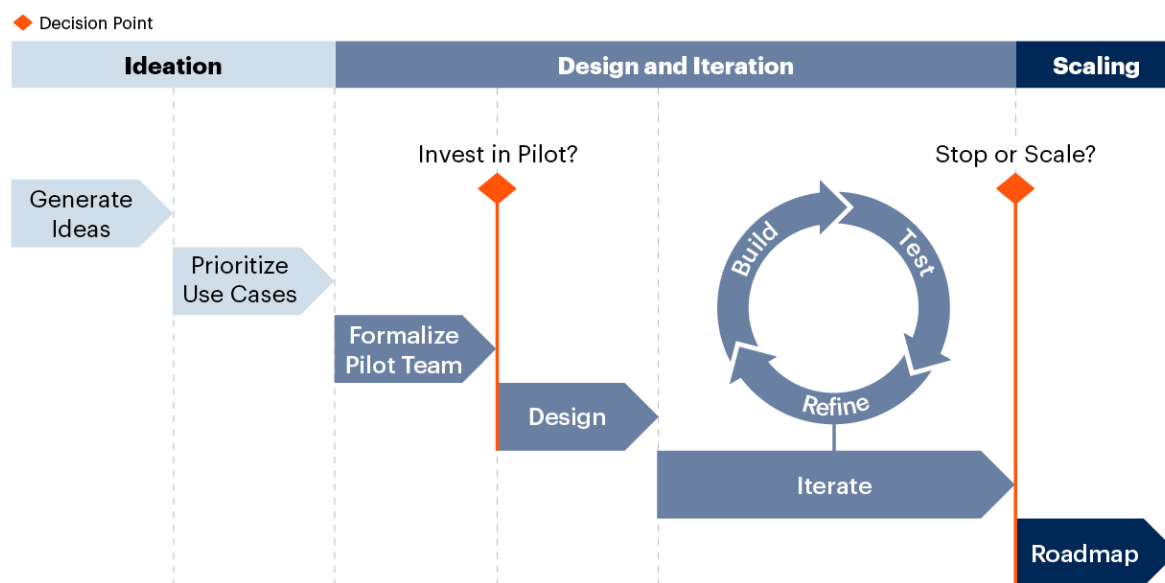 Decision Point
Ideation
Design and Iteration
Scaling
Invest in Pilot?
Stop or Scale?
Generate
Ideas
Prioritize
Use Cases
Formalize
Pilot Team
Design
Build
Test
Refine
Iterate
Roadmap